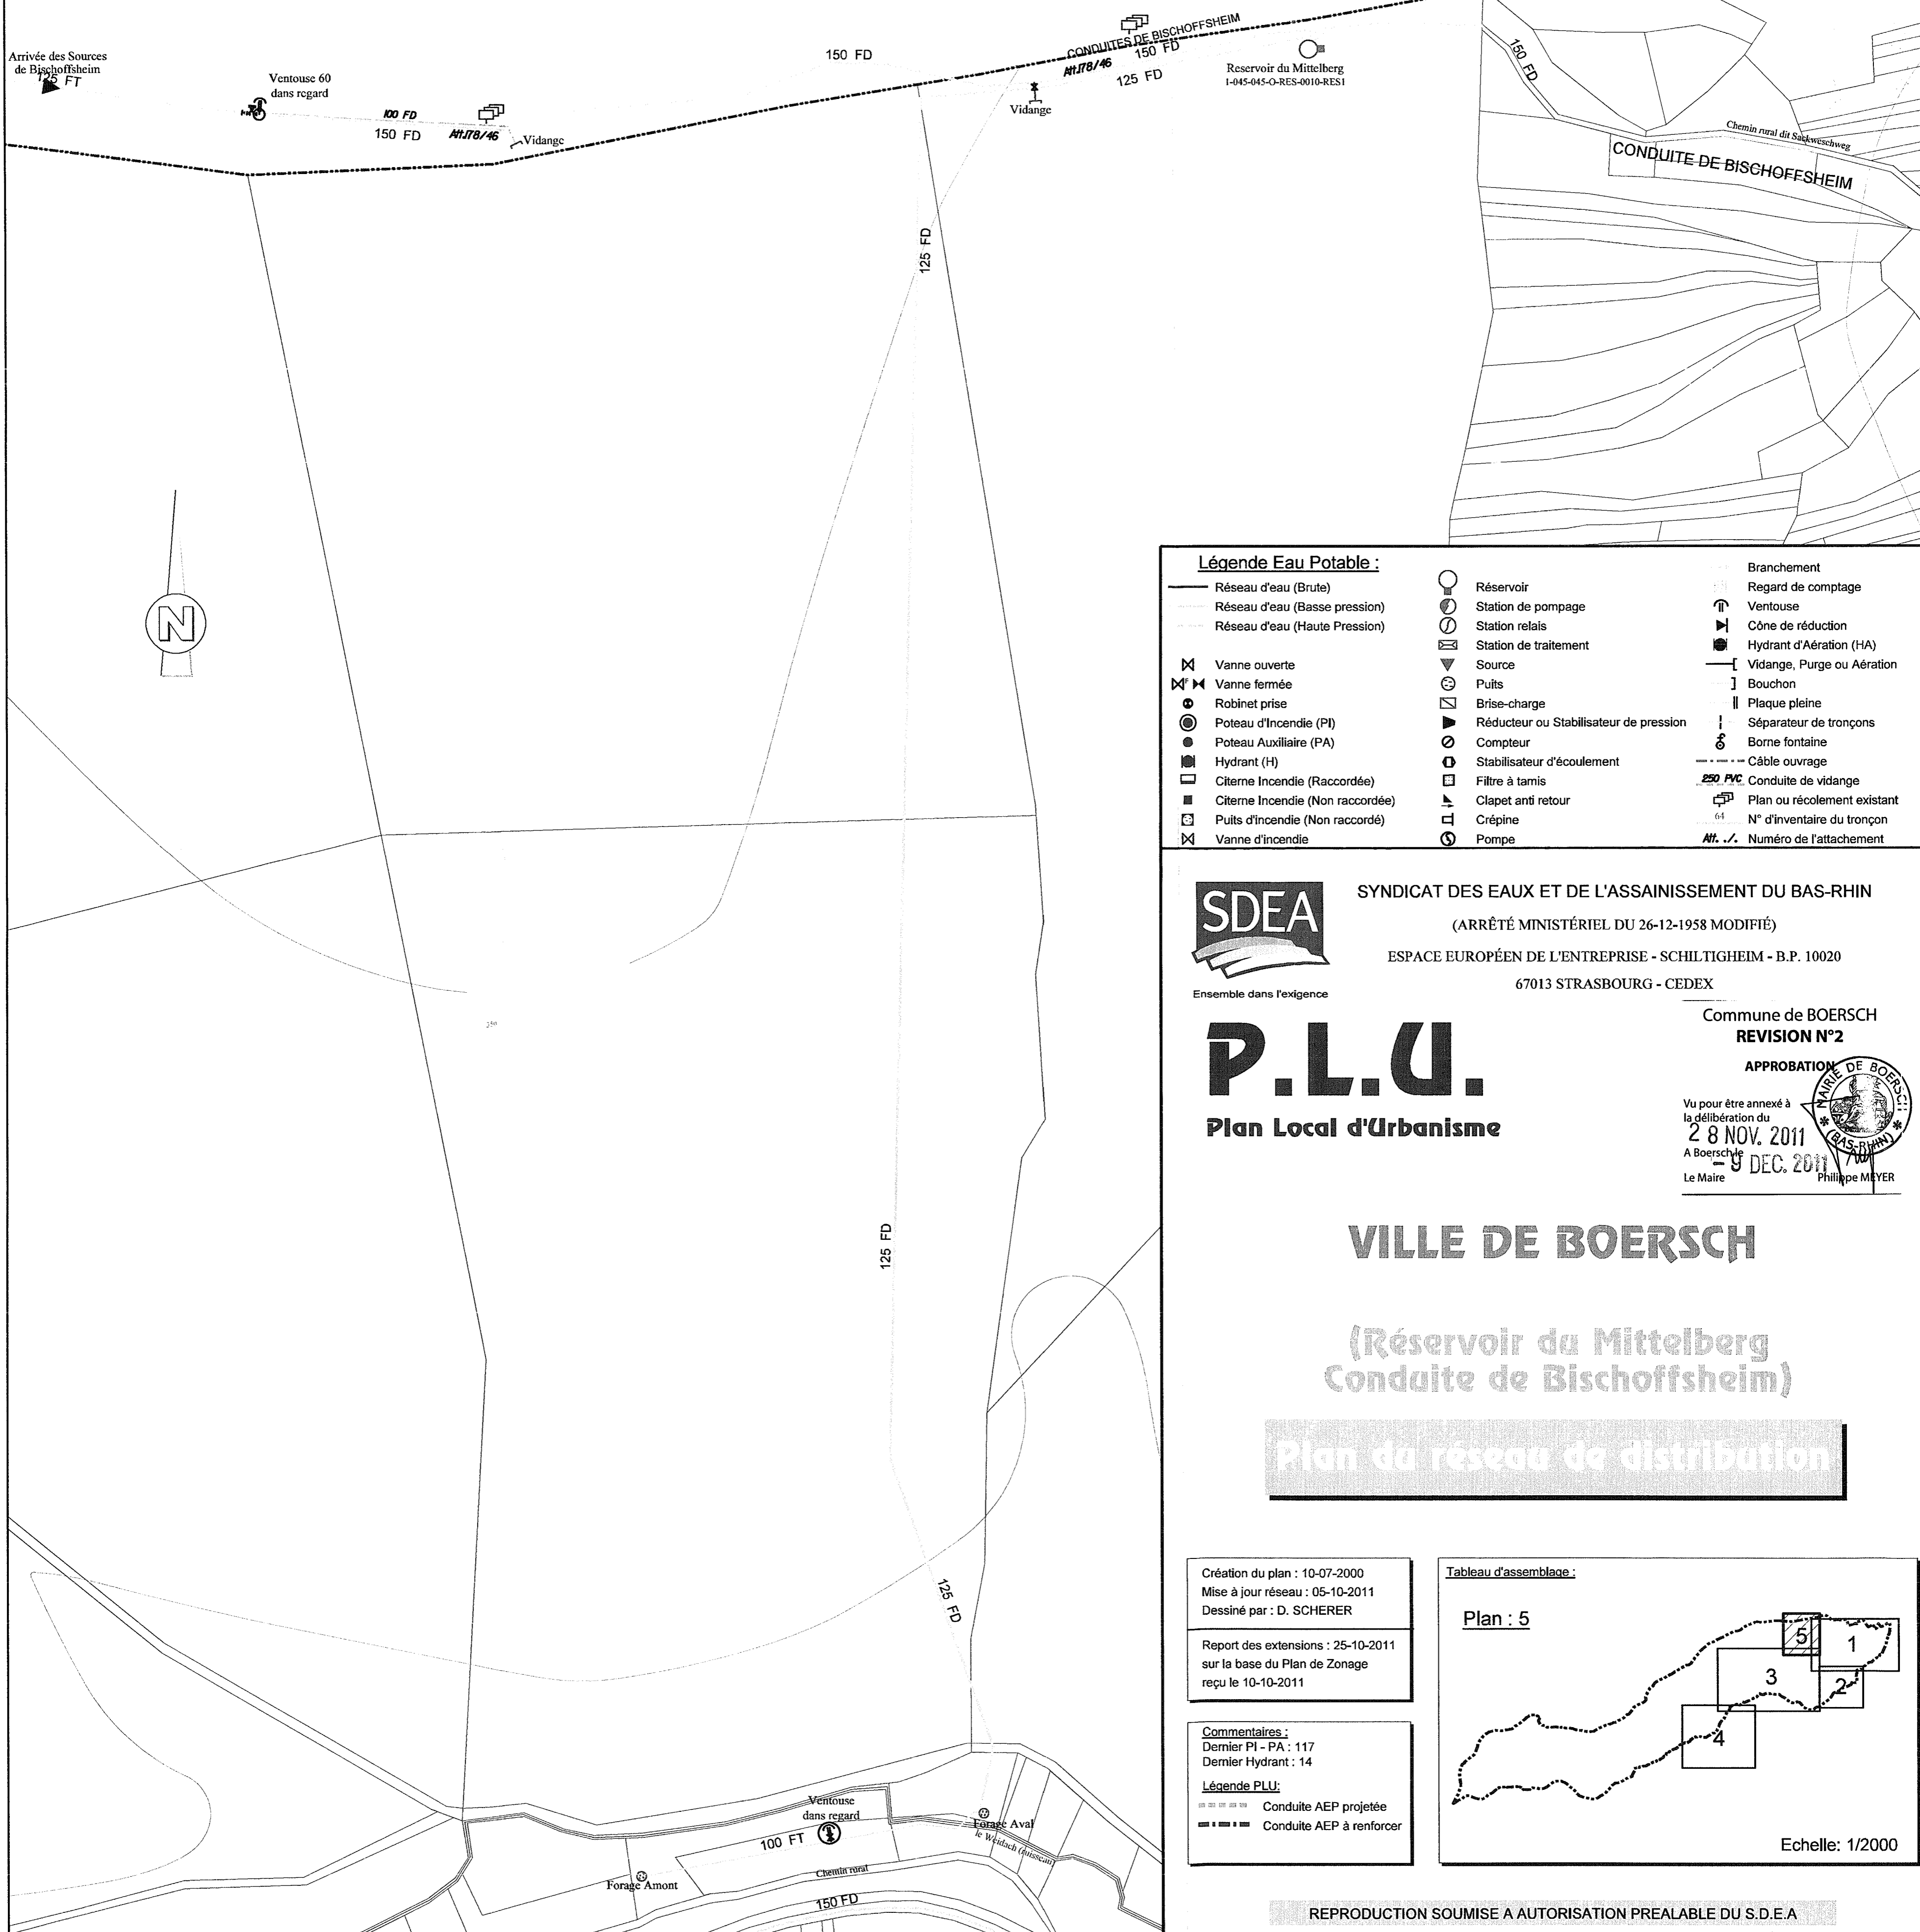 Arrivée des Sources
de Bischoffsheim
125 FT
Ventouse 60
dans regard
100 FD
150 FD
Att.178/46
Vidange
150 FD
CONDUITES DE BISCHOFFSHEIM
Att.178/46
150 FD
125 FD
Vidange
Reservoir du Mittelberg
1-045-045-O-RES-0010-RES1
150 FD
Chemin rural dit Sackweschweg
CONDUITE DE BISCHOFFSHEIM
125 FD
N
125 FD
125 FD
Ventouse
dans regard
100 FT
Forage Aval
le Weidach (ruisseau)
Chemin rural
Forage Amont
150 FD
Légende Eau Potable :
Réseau d'eau (Brute)
Réseau d'eau (Basse pression)
Réseau d'eau (Haute Pression)
Vanne ouverte
Vanne fermée
Robinet prise
Poteau d'Incendie (PI)
Poteau Auxiliaire (PA)
Hydrant (H)
Citerne Incendie (Raccordée)
Citerne Incendie (Non raccordée)
Puits d'incendie (Non raccordé)
Vanne d'incendie
Réservoir
Station de pompage
Station relais
Station de traitement
Source
Puits
Brise-charge
Réducteur ou Stabilisateur de pression
Compteur
Stabilisateur d'écoulement
Filtre à tamis
Clapet anti retour
Crépine
Pompe
Branchement
Regard de comptage
Ventouse
Cône de réduction
Hydrant d'Aération (HA)
Vidange, Purge ou Aération
Bouchon
Plaque pleine
Séparateur de tronçons
Borne fontaine
Câble ouvrage
250 PVC Conduite de vidange
Plan ou récolement existant
64 N° d'inventaire du tronçon
Att. ./. Numéro de l'attachement
SDEA
Ensemble dans l'exigence
SYNDICAT DES EAUX ET DE L'ASSAINISSEMENT DU BAS-RHIN
(ARRÊTÉ MINISTÉRIEL DU 26-12-1958 MODIFIÉ)
ESPACE EUROPÉEN DE L'ENTREPRISE - SCHILTIGHEIM - B.P. 10020
67013 STRASBOURG - CEDEX
P.L.U.
Plan Local d'Urbanisme
Commune de BOERSCH
REVISION N°2
APPROBATION
MAIRIE DE BOERSCH
(BAS-RHIN)
Vu pour être annexé à
la délibération du
28 NOV. 2011
A Boersch le
- 9 DEC. 2011
Le Maire Philippe MEYER
VILLE DE BOERSCH
(Réservoir du Mittelberg
Conduite de Bischoffsheim)
Plan du reseau de distribution
Création du plan : 10-07-2000
Mise à jour réseau : 05-10-2011
Dessiné par : D. SCHERER
Report des extensions : 25-10-2011
sur la base du Plan de Zonage
reçu le 10-10-2011
Commentaires :
Dernier PI - PA : 117
Dernier Hydrant : 14
Légende PLU:
Conduite AEP projetée
Conduite AEP à renforcer
Tableau d'assemblage :
Plan : 5
5
1
3
2
4
Echelle: 1/2000
REPRODUCTION SOUMISE A AUTORISATION PREALABLE DU S.D.E.A